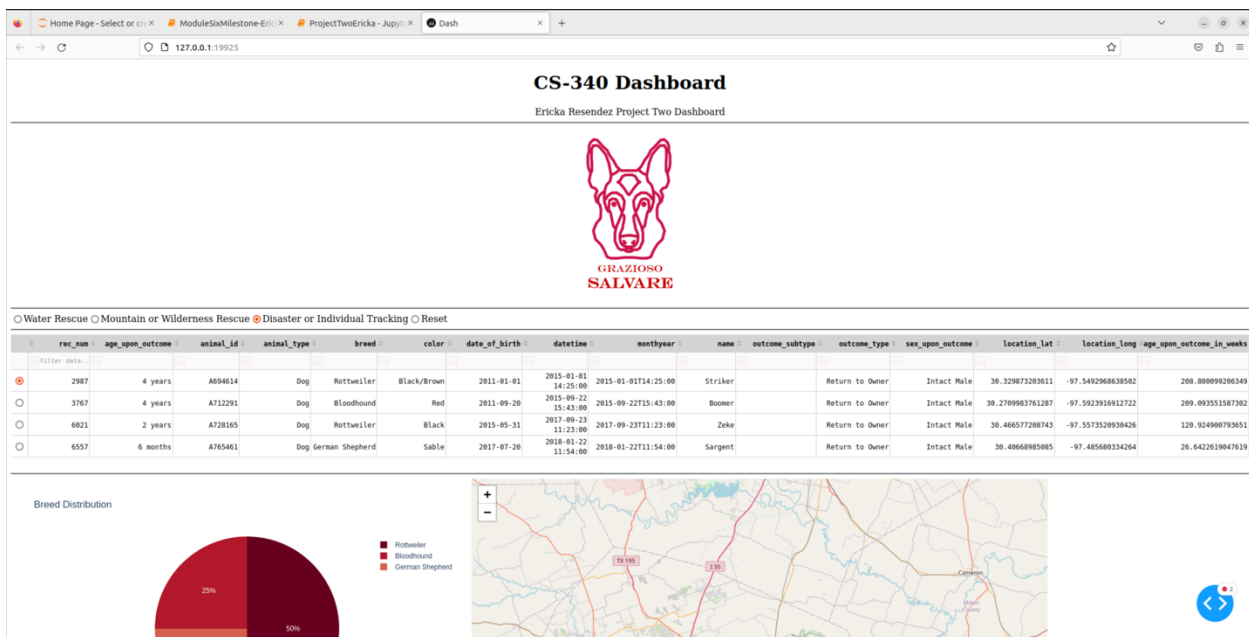 Home Page - Select or cre
ModuleSixMilestone-Eric
ProjectTwoEricka - Jupyt
Dash
127.0.0.1:19925
CS-340 Dashboard
Ericka Resendez Project Two Dashboard
GRAZIOSO
SALVARE
Water Rescue Mountain or Wilderness Rescue Disaster or Individual Tracking Reset
rec_num age_upon_outcome animal_id animal_type breed color date_of_birth datetime monthyear name outcome_subtype outcome_type sex_upon_outcome location_lat location_long age_upon_outcome_in_weeks
filter data..
2987 4 years A694614 Dog Rottweiler Black/Brown 2011-01-01 2015-01-01 14:25:00 2015-01-01T14:25:00 Striker Return to Owner Intact Male 30.329873203611 -97.5492968638502 208.800099206349
3767 4 years A712291 Dog Bloodhound Red 2011-09-20 2015-09-22 15:43:00 2015-09-22T15:43:00 Boomer Return to Owner Intact Male 30.2709983761287 -97.5923916912722 209.093551587302
6021 2 years A728165 Dog Rottweiler Black 2015-05-31 2017-09-23 11:23:00 2017-09-23T11:23:00 Zeke Return to Owner Intact Male 30.466577208743 -97.5573520930426 120.924900793651
6557 6 months A765461 Dog German Shepherd Sable 2017-07-20 2018-01-22 11:54:00 2018-01-22T11:54:00 Sargent Return to Owner Intact Male 30.40668985085 -97.485680334264 26.6422619047619
Breed Distribution
Rottweiler
Bloodhound
German Shepherd
25%
50%
+
−
TX 195
I 35
Cameron
Milam
County
2